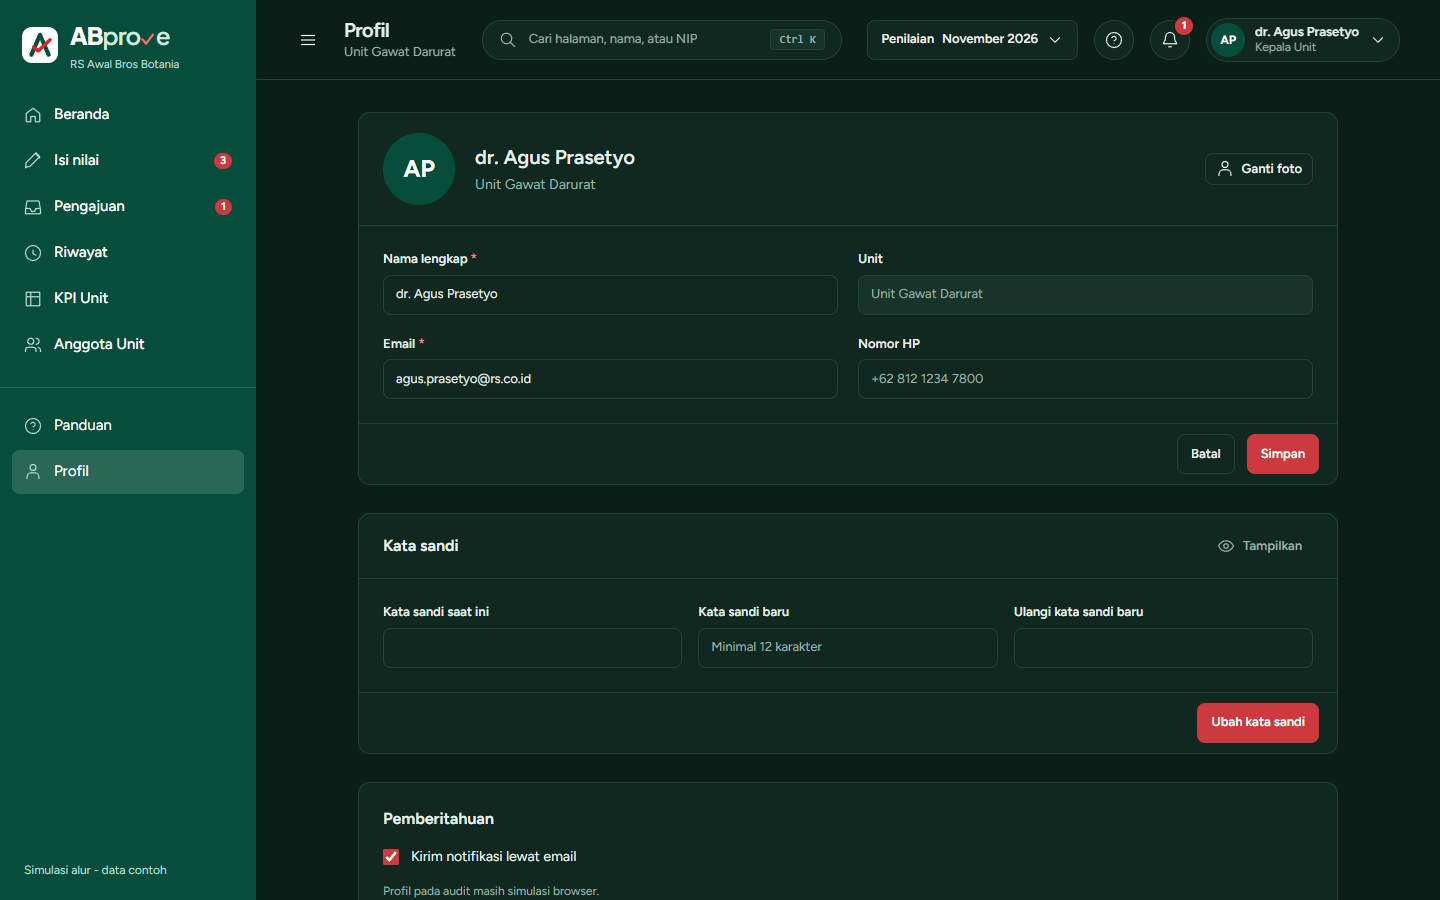 ABprove
RS Awal Bros Botania
Beranda
Isi nilai 3
Pengajuan 1
Riwayat
KPI Unit
Anggota Unit
Panduan
Profil
Simulasi alur - data contoh
Profil
Unit Gawat Darurat
Cari halaman, nama, atau NIP Ctrl K
Penilaian November 2026
1
AP
dr. Agus Prasetyo
Kepala Unit
AP
dr. Agus Prasetyo
Unit Gawat Darurat
Ganti foto
Nama lengkap * Unit
dr. Agus Prasetyo Unit Gawat Darurat
Email * Nomor HP
agus.prasetyo@rs.co.id +62 812 1234 7800
Batal Simpan
Kata sandi Tampilkan
Kata sandi saat ini Kata sandi baru Ulangi kata sandi baru
Minimal 12 karakter
Ubah kata sandi
Pemberitahuan
Kirim notifikasi lewat email
Profil pada audit masih simulasi browser.